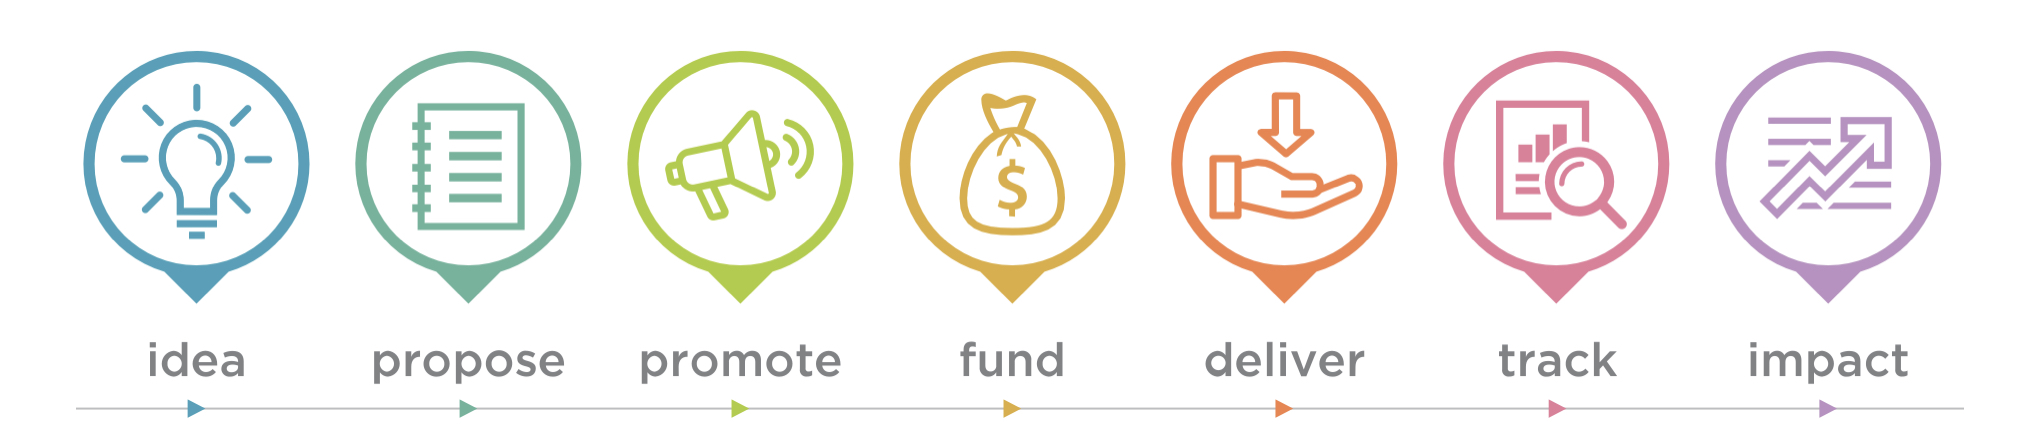 $
idea propose promote fund deliver track impact